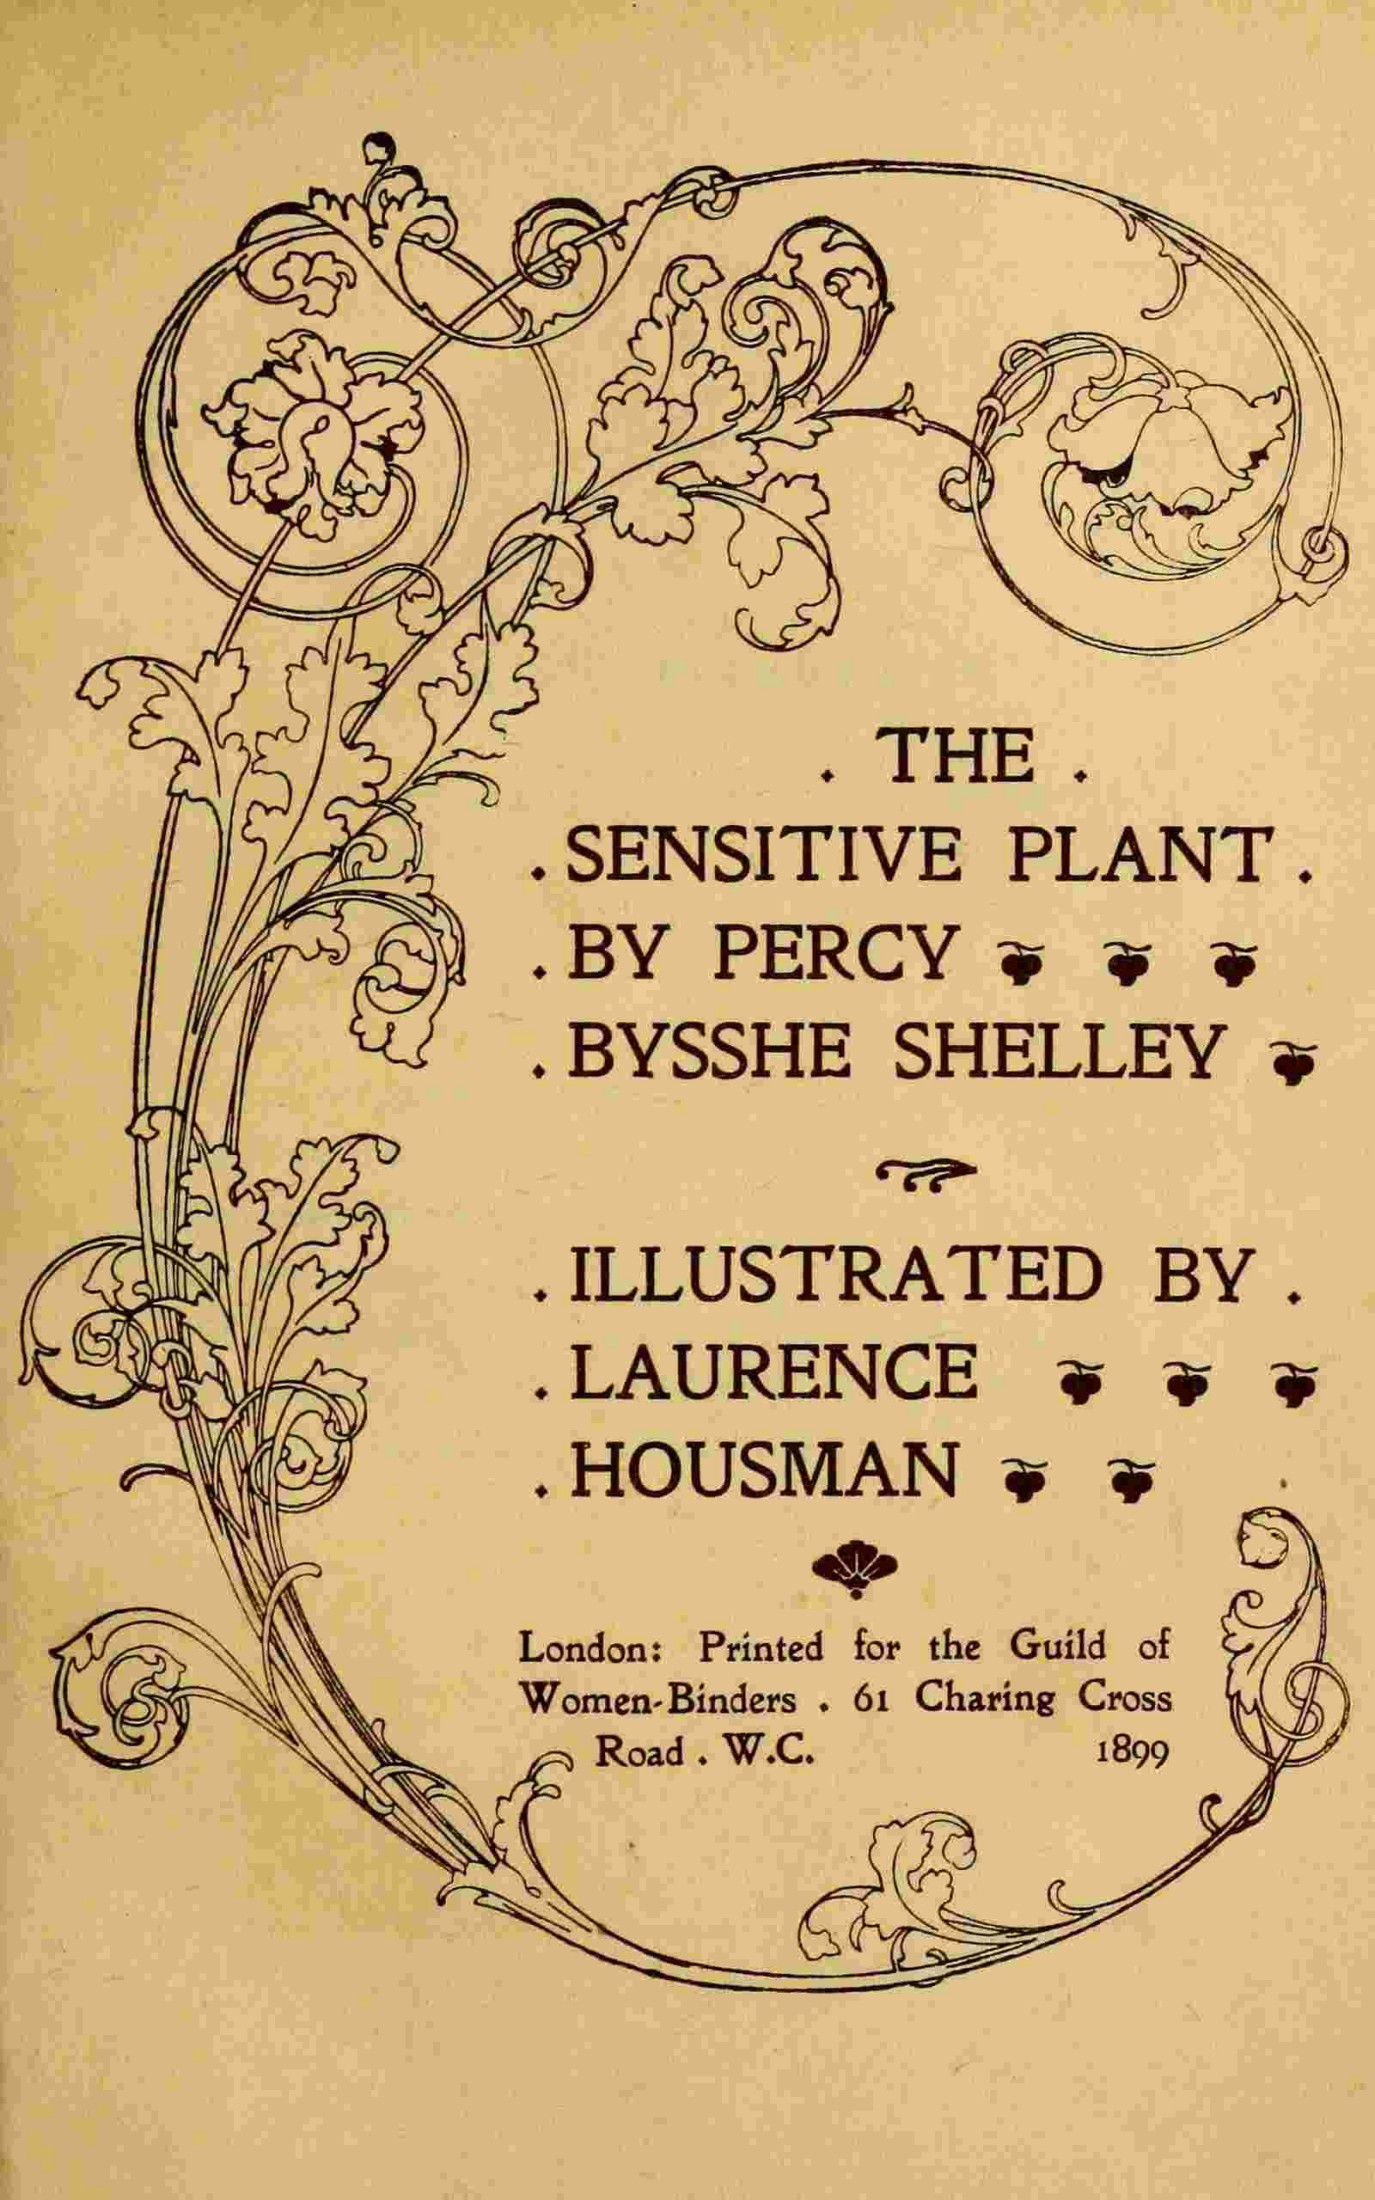 . THE .
. SENSITIVE PLANT .
. BY PERCY
. BYSSHE SHELLEY
. ILLUSTRATED BY .
. LAURENCE
. HOUSMAN
London: Printed for the Guild of
Women-Binders . 61 Charing Cross
Road . W.C. 1899